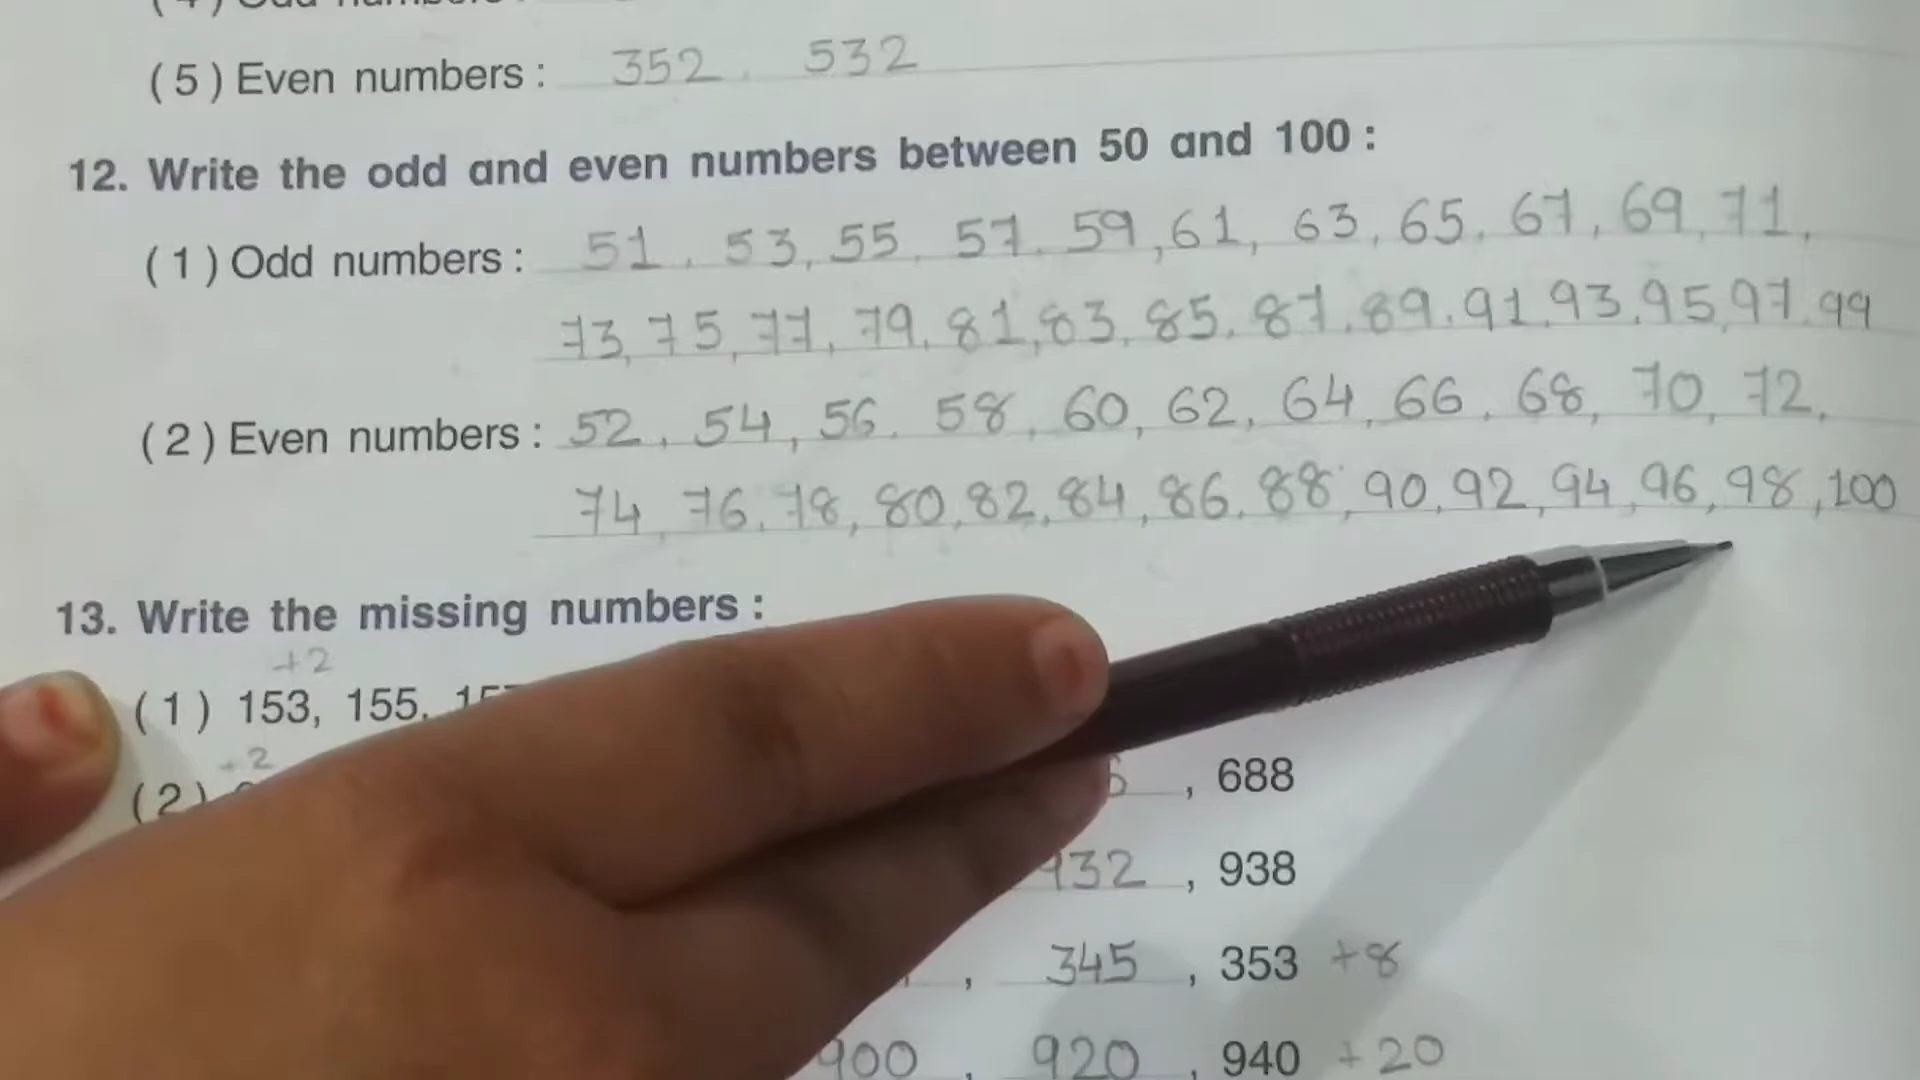 (5) Even numbers : 352, 532
12. Write the odd and even numbers between 50 and 100 :
(1) Odd numbers : 51, 53, 55, 57, 59, 61, 63, 65, 67, 69, 71,
73, 75, 77, 79, 81, 83, 85, 87, 89, 91, 93, 95, 97, 99
(2) Even numbers : 52, 54, 56, 58, 60, 62, 64, 66, 68, 70, 72,
74, 76, 78, 80, 82, 84, 86, 88, 90, 92, 94, 96, 98, 100
13. Write the missing numbers :
+2
(1) 153, 155,
+2
(2) , 688
932, 938
, 345, 353 +8
900, 920, 940 +20